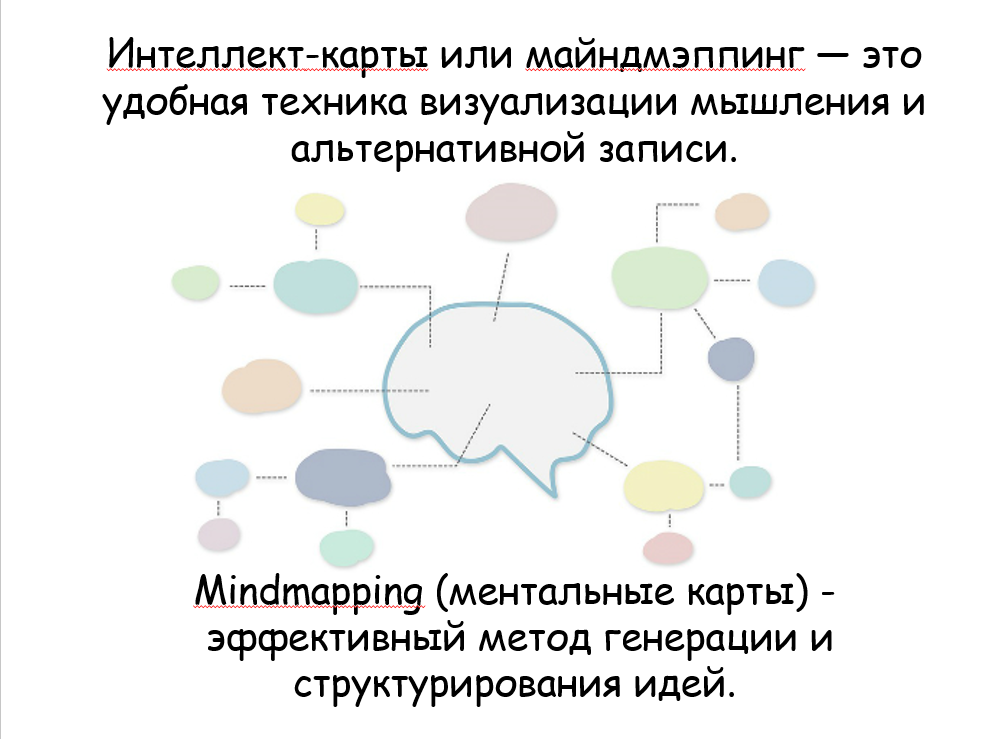 Интеллект-карты или майндмэппинг — это
удобная техника визуализации мышления и
альтернативной записи.
Mindmapping (ментальные карты) -
эффективный метод генерации и
структурирования идей.